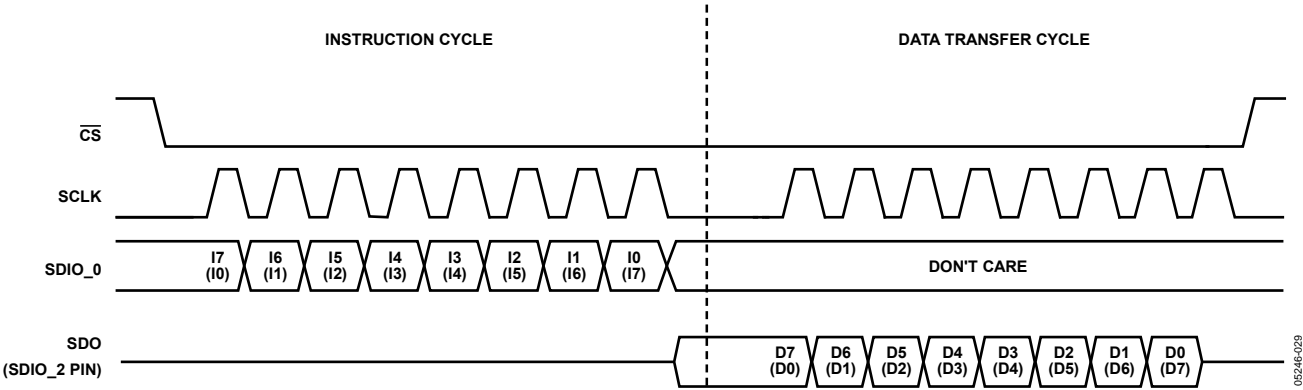 INSTRUCTION CYCLE DATA TRANSFER CYCLE
CS
SCLK
SDIO_0
I7 I6 I5 I4 I3 I2 I1 I0
(I0) (I1) (I2) (I3) (I4) (I5) (I6) (I7)
DON'T CARE
SDO
(SDIO_2 PIN)
D7 D6 D5 D4 D3 D2 D1 D0
(D0) (D1) (D2) (D3) (D4) (D5) (D6) (D7)
05246-029